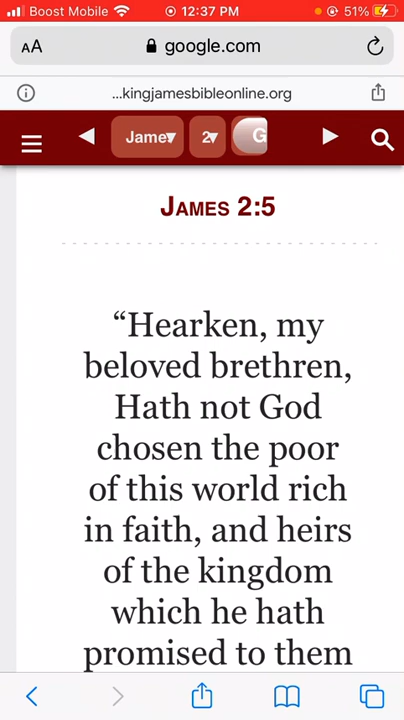 Boost Mobile 12:37 PM 51%
AA google.com
...kingjamesbibleonline.org
James 2 G
JAMES 2:5
“Hearken, my
beloved brethren,
Hath not God
chosen the poor
of this world rich
in faith, and heirs
of the kingdom
which he hath
promised to them